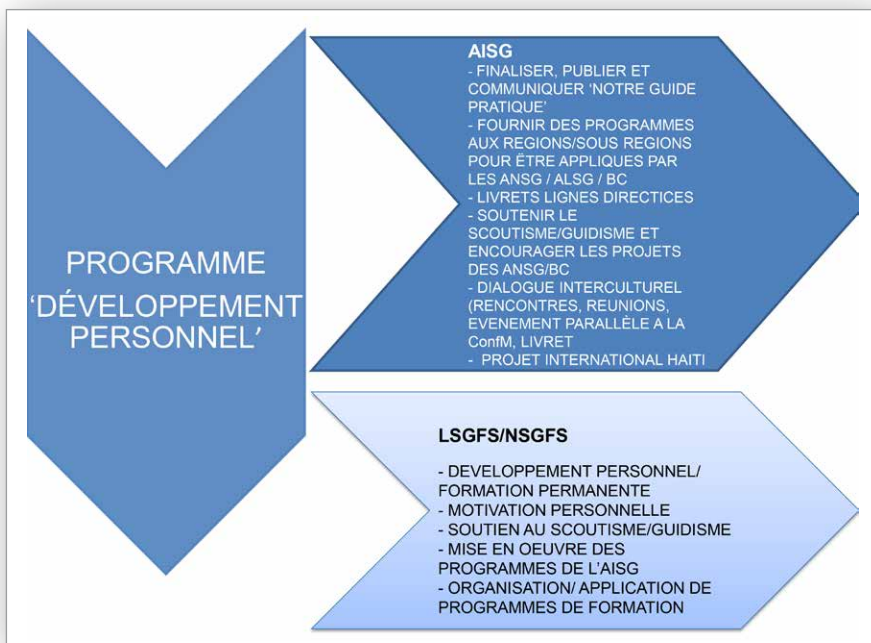 PROGRAMME
‘DÉVELOPPEMENT
PERSONNEL’
AISG
- FINALISER, PUBLIER ET
COMMUNIQUER ‘NOTRE GUIDE
PRATIQUE’
- FOURNIR DES PROGRAMMES
AUX REGIONS/SOUS REGIONS
POUR ËTRE APPLIQUES PAR
LES ANSG / ALSG / BC
- LIVRETS LIGNES DIRECTICES
- SOUTENIR LE
SCOUTISME/GUIDISME ET
ENCOURAGER LES PROJETS
DES ANSG/BC
- DIALOGUE INTERCULTUREL
(RENCONTRES, REUNIONS,
EVENEMENT PARALLÈLE A LA
ConfM, LIVRET
- PROJET INTERNATIONAL HAITI
LSGFS/NSGFS
- DEVELOPPEMENT PERSONNEL/
FORMATION PERMANENTE
- MOTIVATION PERSONNELLE
- SOUTIEN AU SCOUTISME/GUIDISME
- MISE EN OEUVRE DES
PROGRAMMES DE L’AISG
- ORGANISATION/ APPLICATION DE
PROGRAMMES DE FORMATION